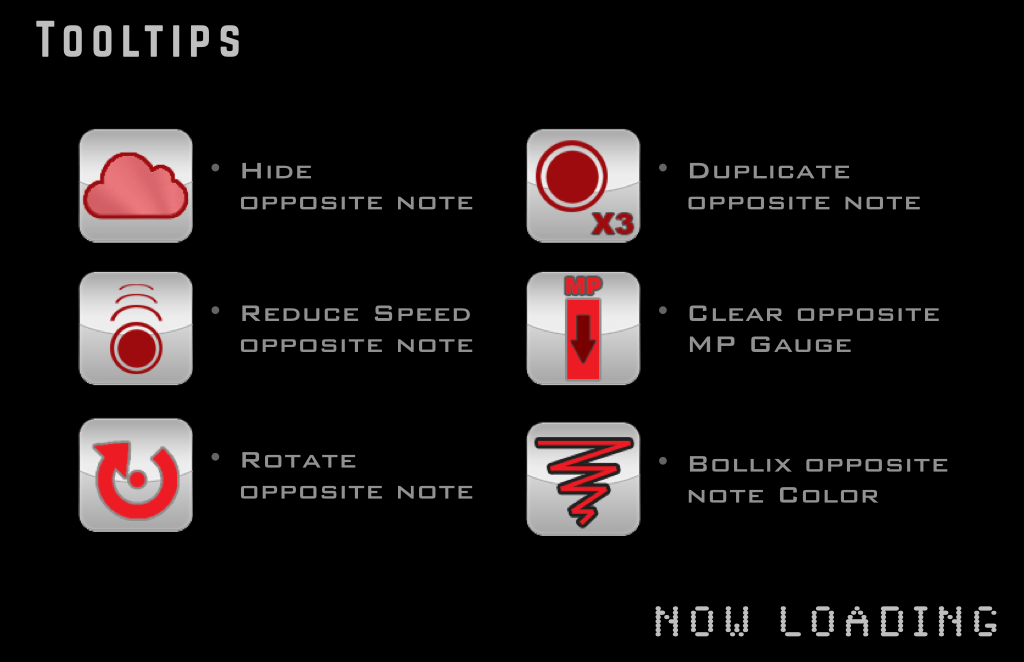 Tooltips
• Hide
opposite note
X3
• Duplicate
opposite note
• Reduce Speed
opposite note
MP
• Clear opposite
MP Gauge
• Rotate
opposite note
• Bollix opposite
note Color
NOW LOADING